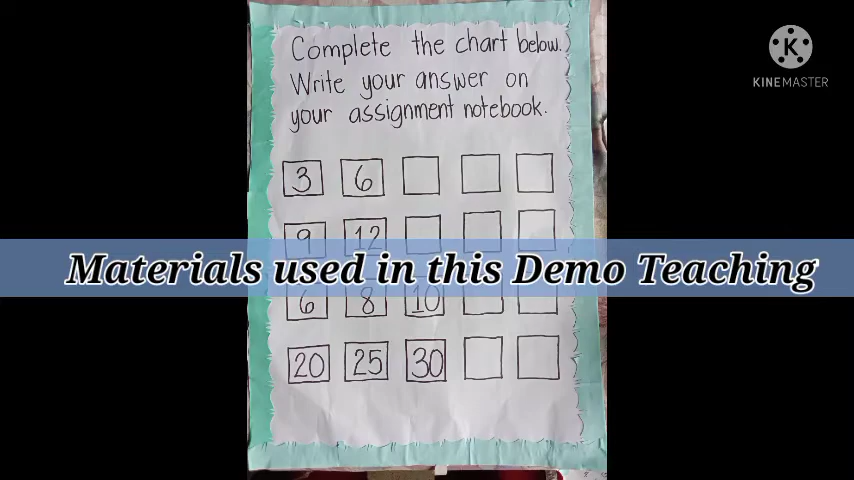 Complete the chart below.
Write your answer on
your assignment notebook.
KINEMASTER
3 6
9 12
Materials used in this Demo Teaching
6 8 10
20 25 30